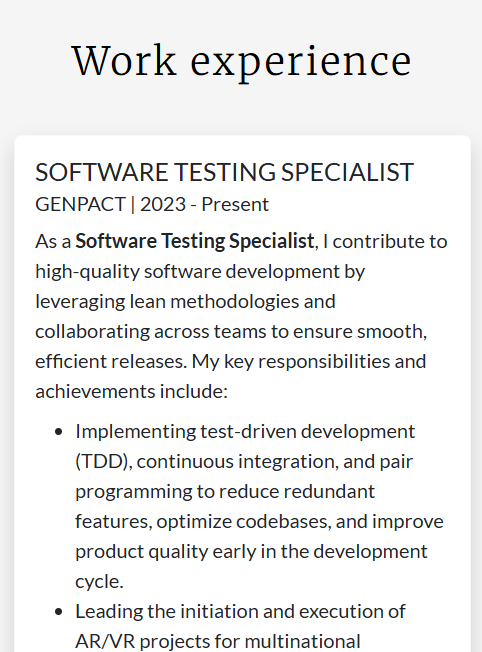 Work experience
SOFTWARE TESTING SPECIALIST
GENPACT | 2023 - Present
As a Software Testing Specialist, I contribute to
high-quality software development by
leveraging lean methodologies and
collaborating across teams to ensure smooth,
efficient releases. My key responsibilities and
achievements include:
• Implementing test-driven development
(TDD), continuous integration, and pair
programming to reduce redundant
features, optimize codebases, and improve
product quality early in the development
cycle.
• Leading the initiation and execution of
AR/VR projects for multinational